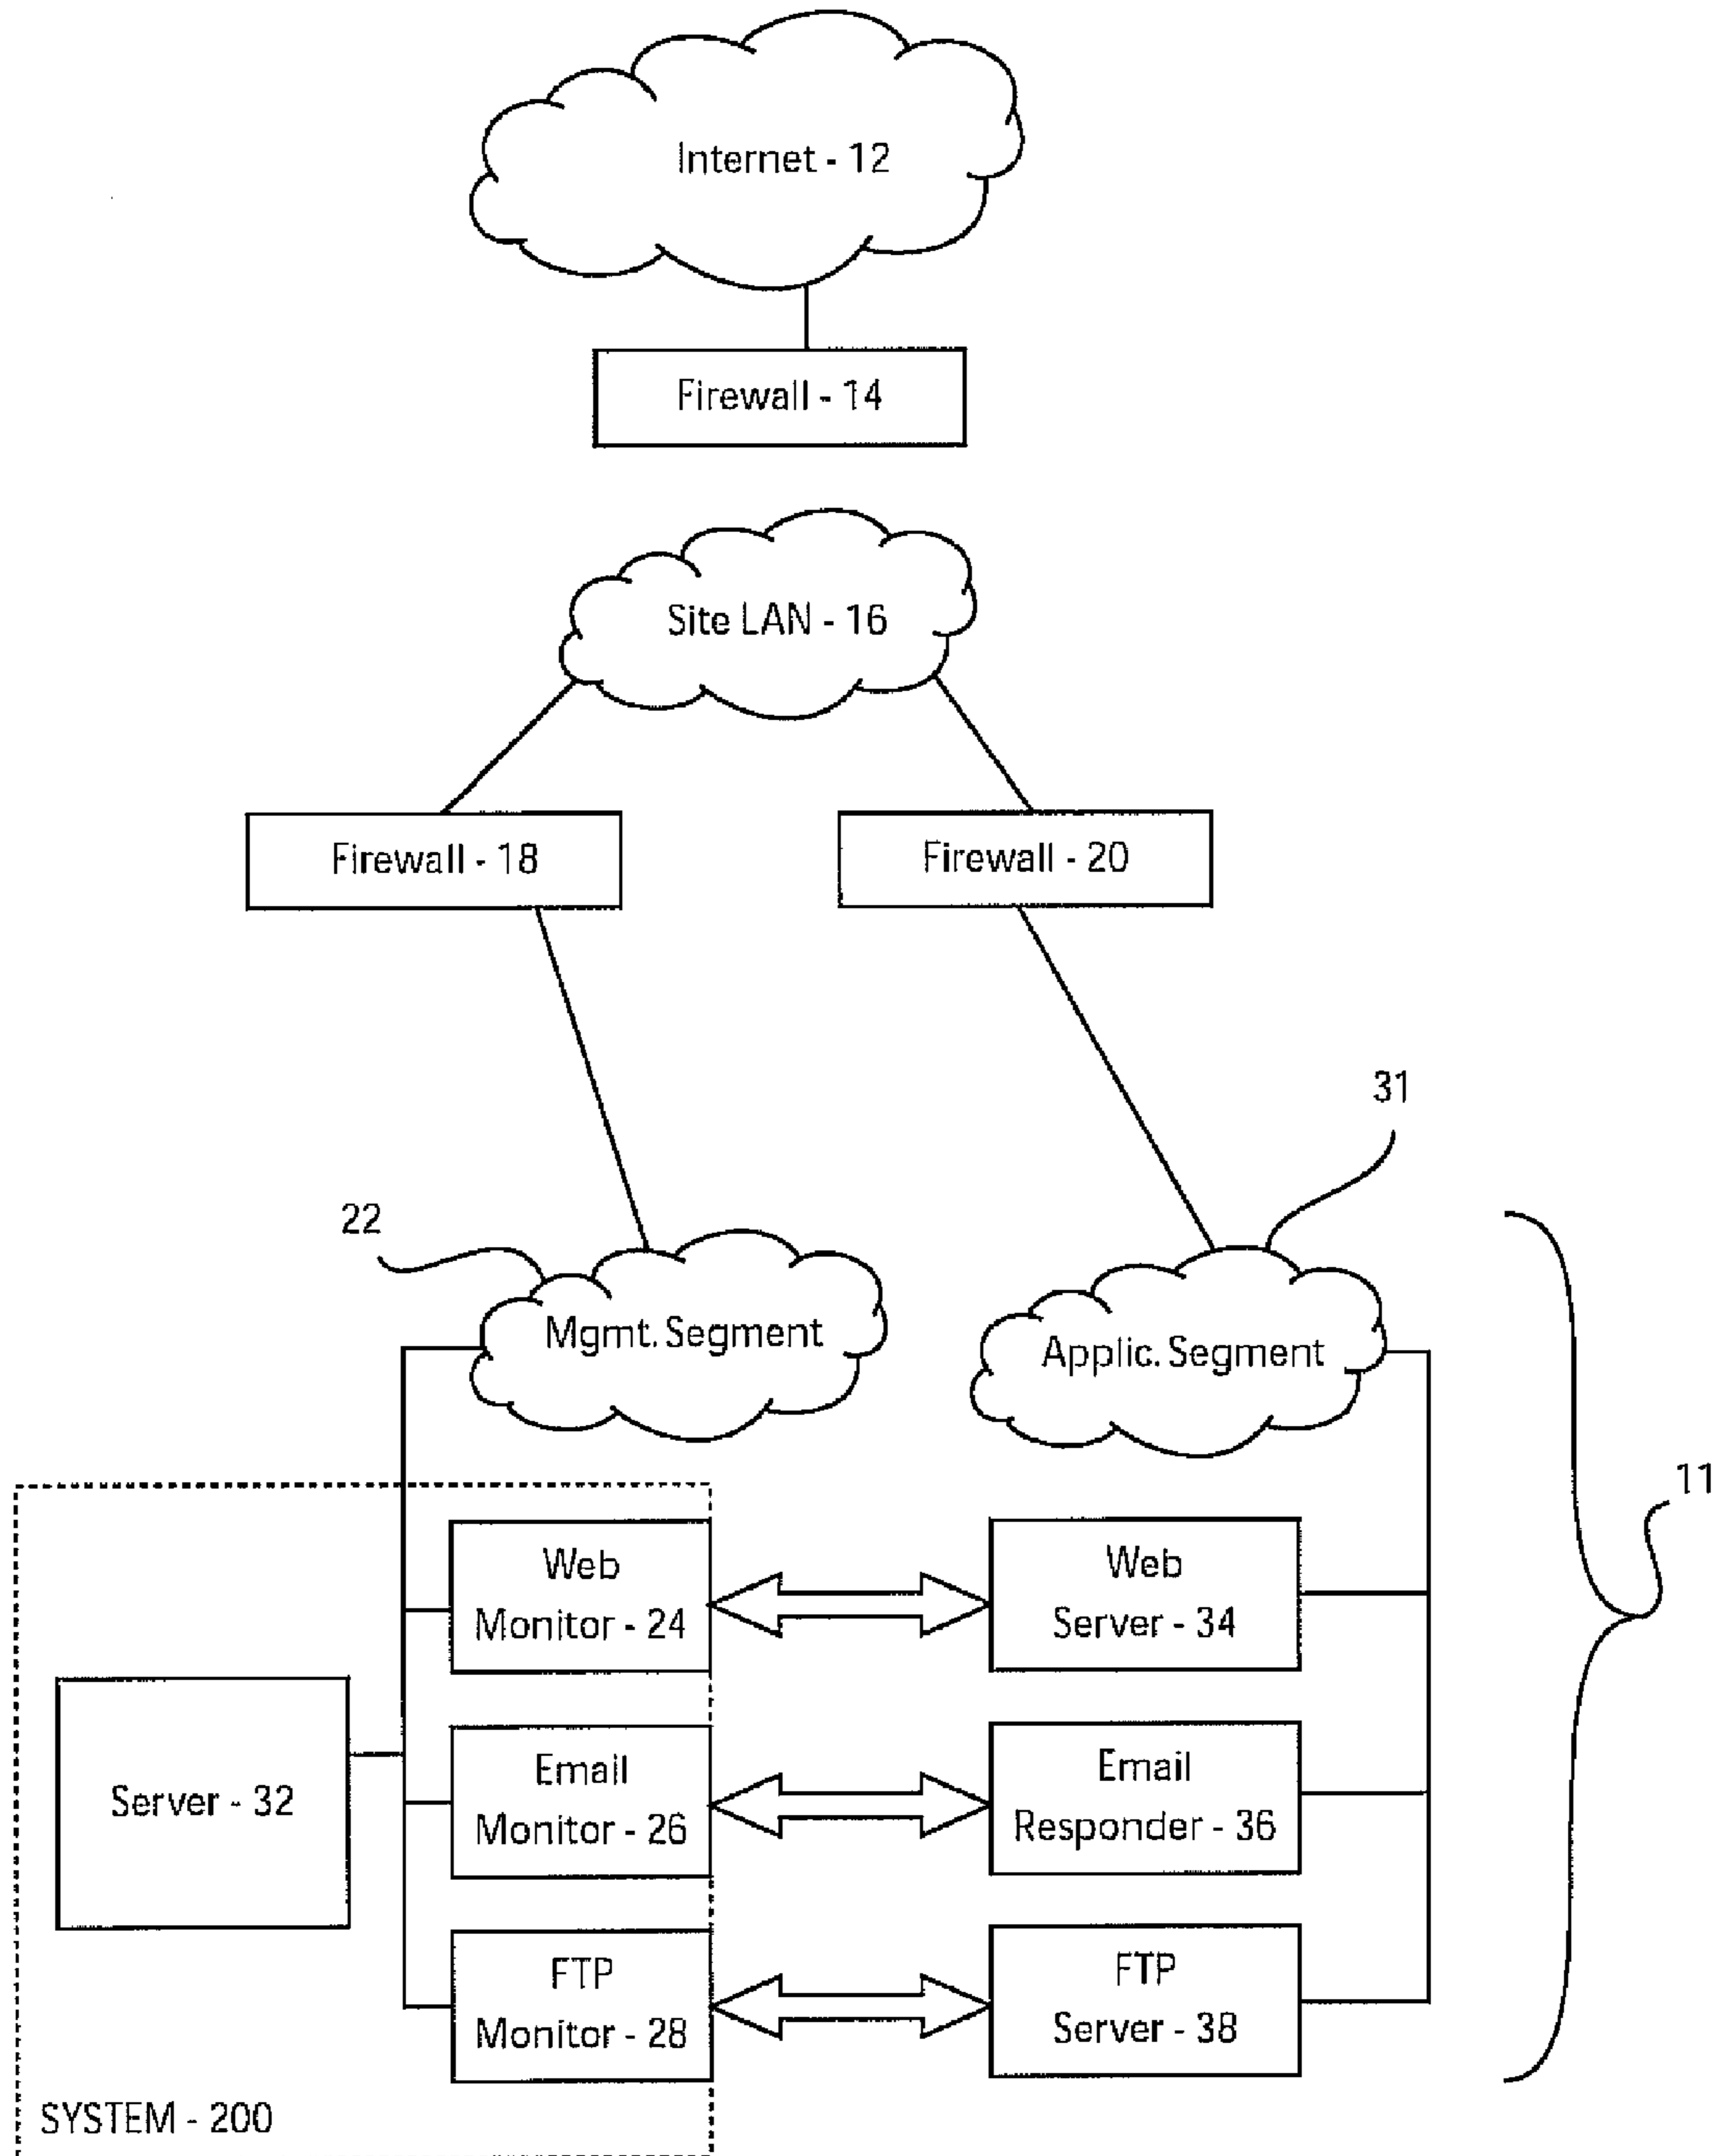 Internet - 12
Firewall - 14
Site LAN - 16
Firewall - 18
Firewall - 20
31
22
Mgmt. Segment
Applic. Segment
11
Web
Monitor - 24
Web
Server - 34
Server - 32
Email
Monitor - 26
Email
Responder - 36
FTP
Monitor - 28
FTP
Server - 38
SYSTEM - 200